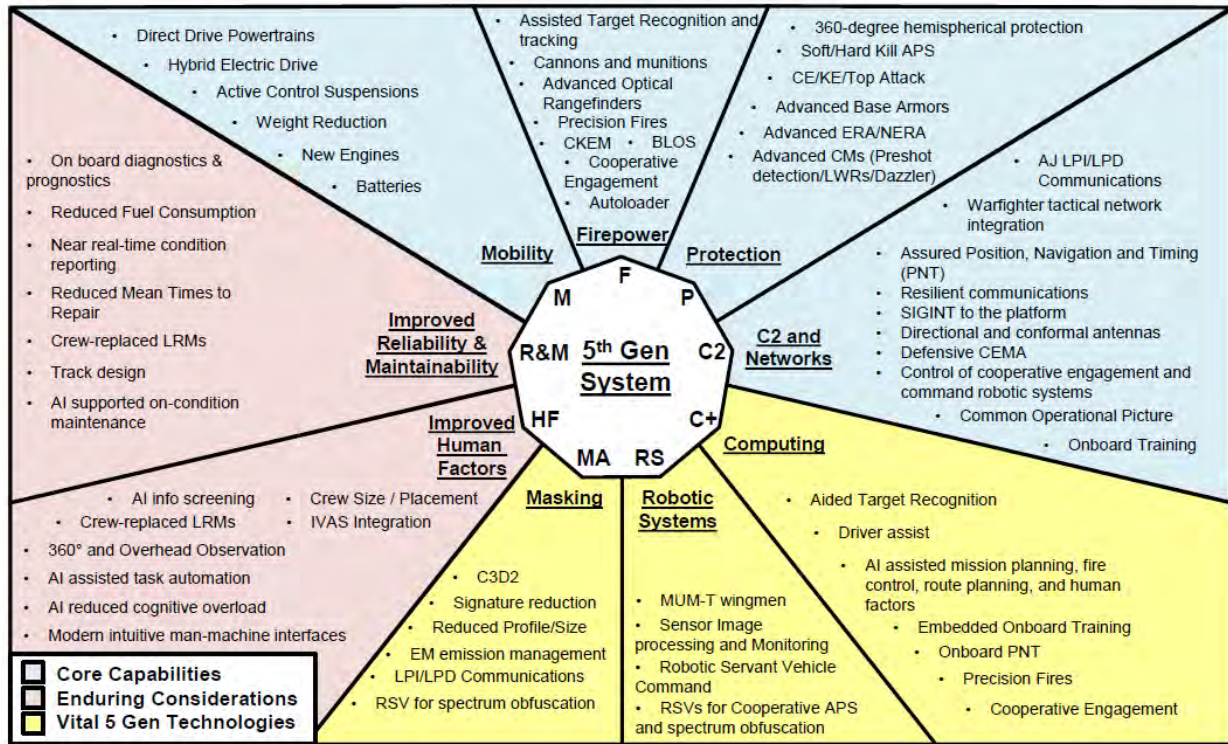 • Direct Drive Powertrains
• Hybrid Electric Drive
• Active Control Suspensions
• Weight Reduction
• New Engines
• Batteries
Mobility
• Assisted Target Recognition and
tracking
• Cannons and munitions
• Advanced Optical
Rangefinders
• Precision Fires
• CKEM • BLOS
• Cooperative
Engagement
• Autoloader
Firepower
• 360-degree hemispherical protection
• Soft/Hard Kill APS
• CE/KE/Top Attack
• Advanced Base Armors
• Advanced ERA/NERA
• Advanced CMs (Preshot
detection/LWRs/Dazzler)
Protection
• AJ LPI/LPD
Communications
• Warfighter tactical network
integration
• Assured Position, Navigation and Timing
(PNT)
• Resilient communications
• SIGINT to the platform
• Directional and conformal antennas
• Defensive CEMA
• Control of cooperative engagement and
command robotic systems
• Common Operational Picture
• Onboard Training
C2 and
Networks
• On board diagnostics &
prognostics
• Reduced Fuel Consumption
• Near real-time condition
reporting
• Reduced Mean Times to
Repair
• Crew-replaced LRMs
• Track design
• AI supported on-condition
maintenance
Improved
Reliability &
Maintainability
F
M P
R&M C2
5th Gen
System
HF C+
MA RS
Improved
Human
Factors
• AI info screening • Crew Size / Placement
• Crew-replaced LRMs • IVAS Integration
• 360° and Overhead Observation
• AI assisted task automation
• AI reduced cognitive overload
• Modern intuitive man-machine interfaces
Masking
• C3D2
• Signature reduction
• Reduced Profile/Size
• EM emission management
• LPI/LPD Communications
• RSV for spectrum obfuscation
Robotic
Systems
• MUM-T wingmen
• Sensor Image
processing and Monitoring
• Robotic Servant Vehicle
Command
• RSVs for Cooperative APS
and spectrum obfuscation
Computing
• Aided Target Recognition
• Driver assist
• AI assisted mission planning, fire
control, route planning, and human
factors
• Embedded Onboard Training
• Onboard PNT
• Precision Fires
• Cooperative Engagement
Core Capabilities
Enduring Considerations
Vital 5 Gen Technologies